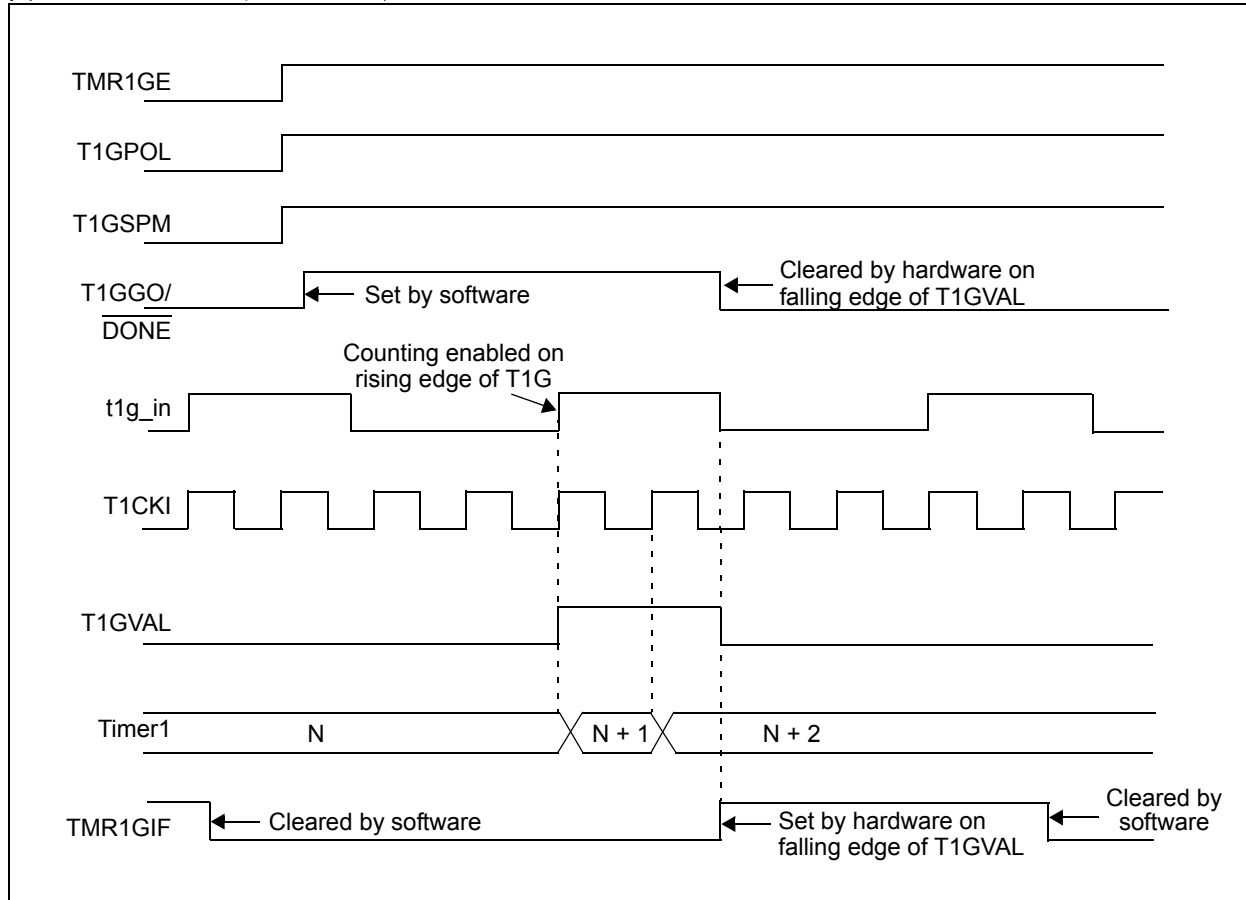 TMR1GE
T1GPOL
T1GSPM
T1GGO/
DONE
Set by software
Cleared by hardware on
falling edge of T1GVAL
Counting enabled on
rising edge of T1G
t1g_in
T1CKI
T1GVAL
Timer1
N
N + 1
N + 2
TMR1GIF
Cleared by software
Set by hardware on
falling edge of T1GVAL
Cleared by
software